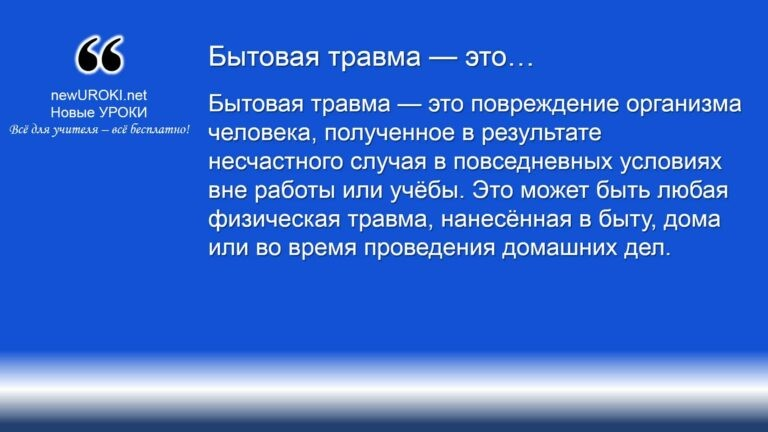 newUROKI.net
Новые УРОКИ
Всё для учителя – всё бесплатно!
Бытовая травма — это…
Бытовая травма — это повреждение организма
человека, полученное в результате
несчастного случая в повседневных условиях
вне работы или учёбы. Это может быть любая
физическая травма, нанесённая в быту, дома
или во время проведения домашних дел.